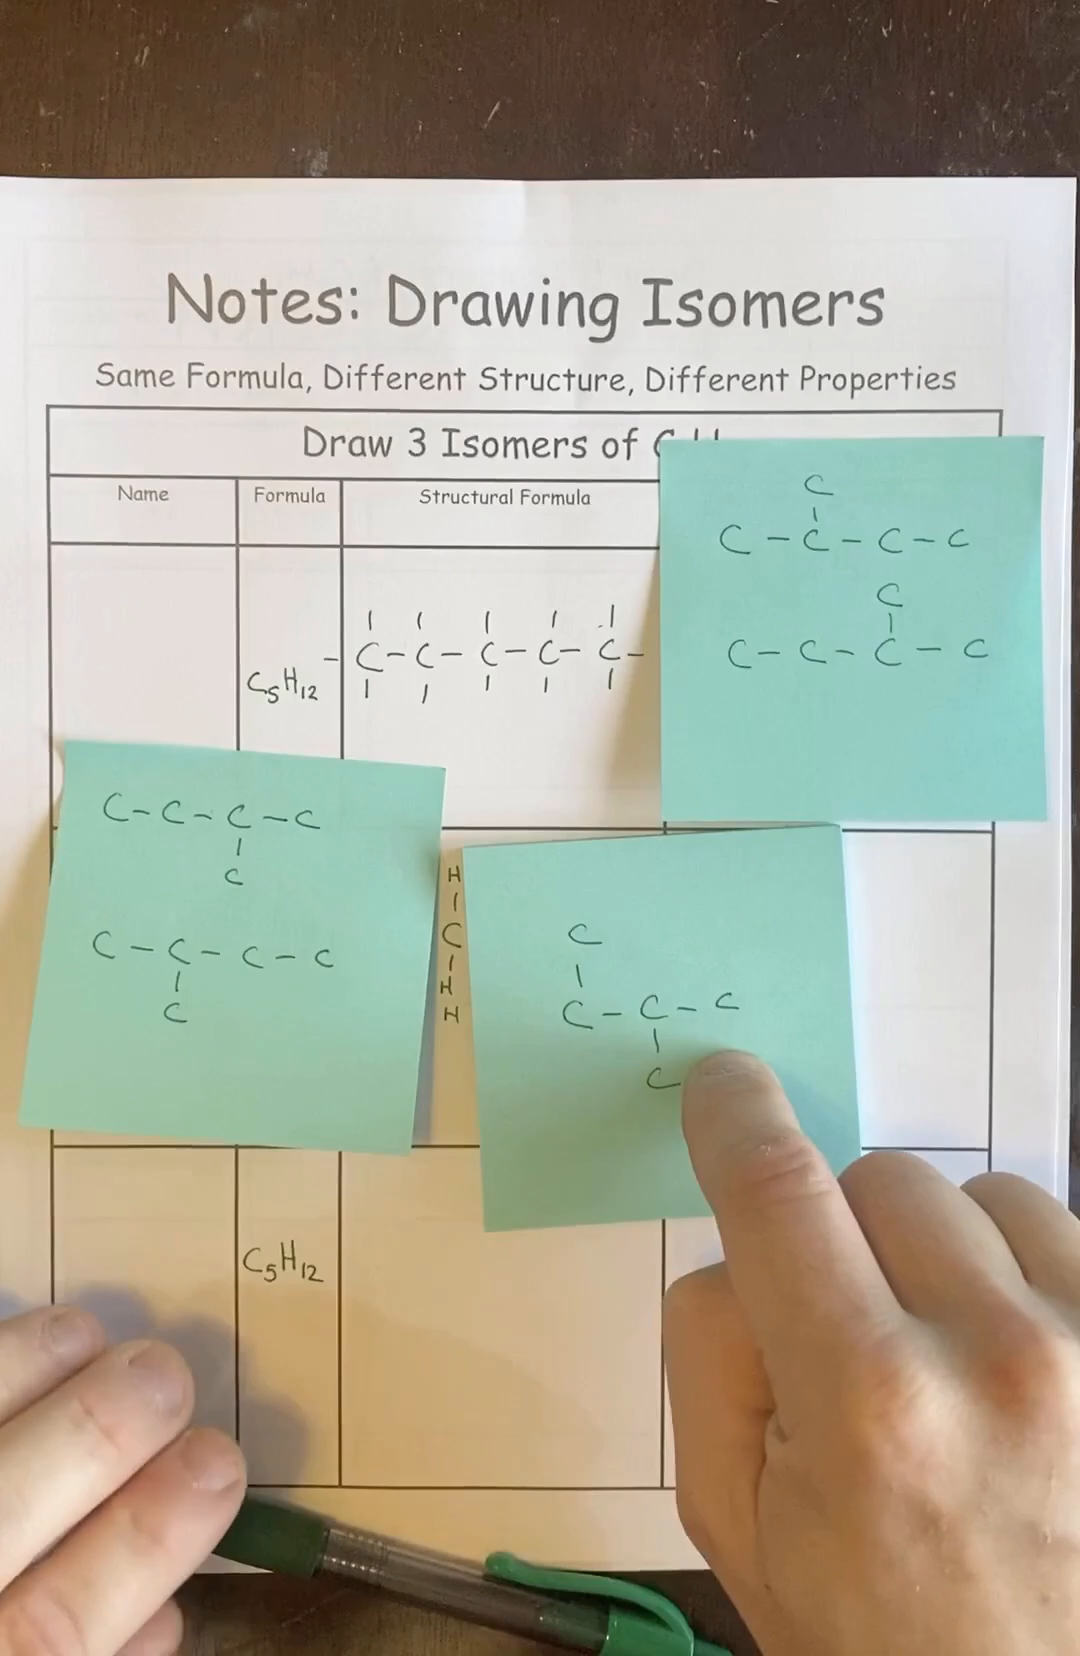 Notes: Drawing Isomers
Same Formula, Different Structure, Different Properties
Draw 3 Isomers of
Name
Formula
Structural Formula
C₅H₁₂
-C-C-C-C-C-
C
C-C-C-C
C
C-C-C-C
C-C-C-C
C
C-C-C-C
C
H
C
H
H
C
C-C-C
C
C₅H₁₂